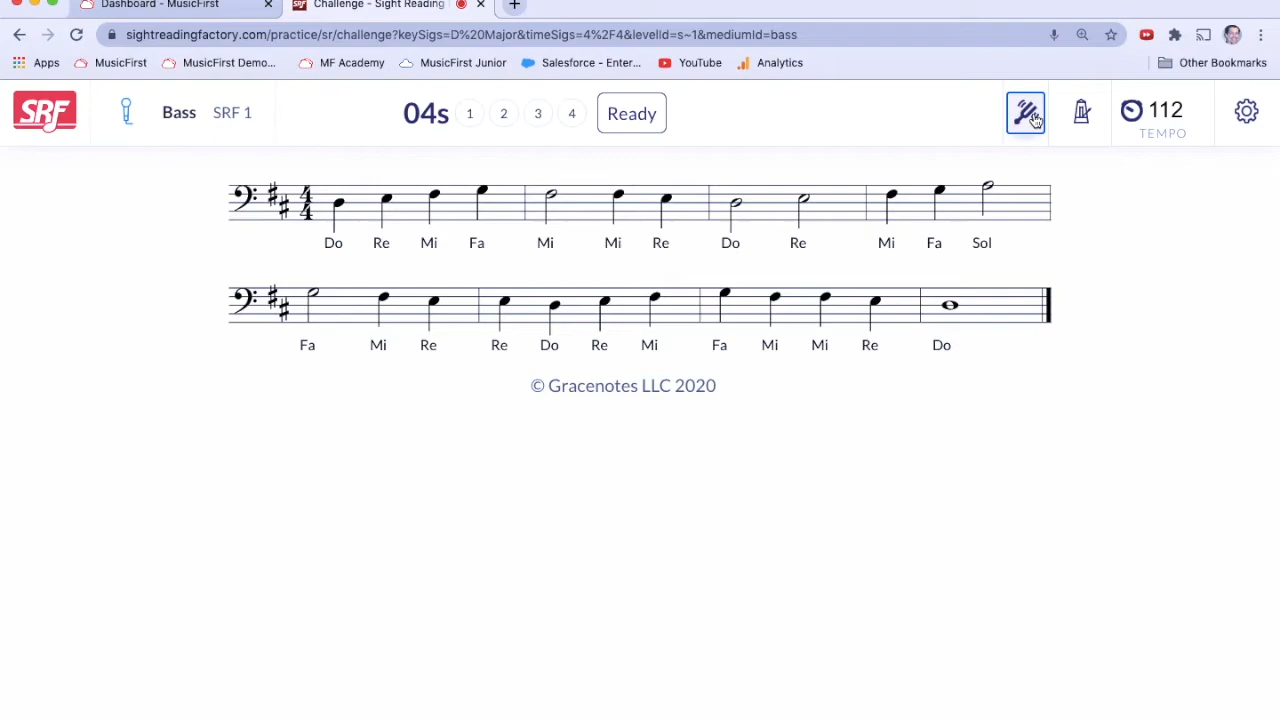 Dashboard - MusicFirst
Challenge - Sight Reading
sightreadingfactory.com/practice/sr/challenge?keySigs=D%20Major&timeSigs=4%2F4&levelId=s~1&mediumId=bass
Apps MusicFirst MusicFirst Demo... MF Academy MusicFirst Junior Salesforce - Enter... YouTube Analytics Other Bookmarks
SRF Bass SRF 1 04s 1 2 3 4 Ready 112
TEMPO
4
4
Do Re Mi Fa Mi Mi Re Do Re Mi Fa Sol
Fa Mi Re Re Do Re Mi Fa Mi Mi Re Do
© Gracenotes LLC 2020